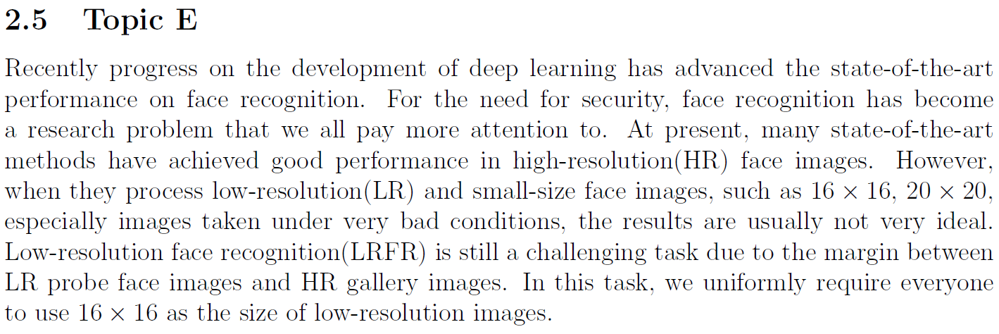 2.5 Topic E
Recently progress on the development of deep learning has advanced the state-of-the-art
performance on face recognition. For the need for security, face recognition has become
a research problem that we all pay more attention to. At present, many state-of-the-art
methods have achieved good performance in high-resolution(HR) face images. However,
when they process low-resolution(LR) and small-size face images, such as 16 × 16, 20 × 20,
especially images taken under very bad conditions, the results are usually not very ideal.
Low-resolution face recognition(LRFR) is still a challenging task due to the margin between
LR probe face images and HR gallery images. In this task, we uniformly require everyone
to use 16 × 16 as the size of low-resolution images.